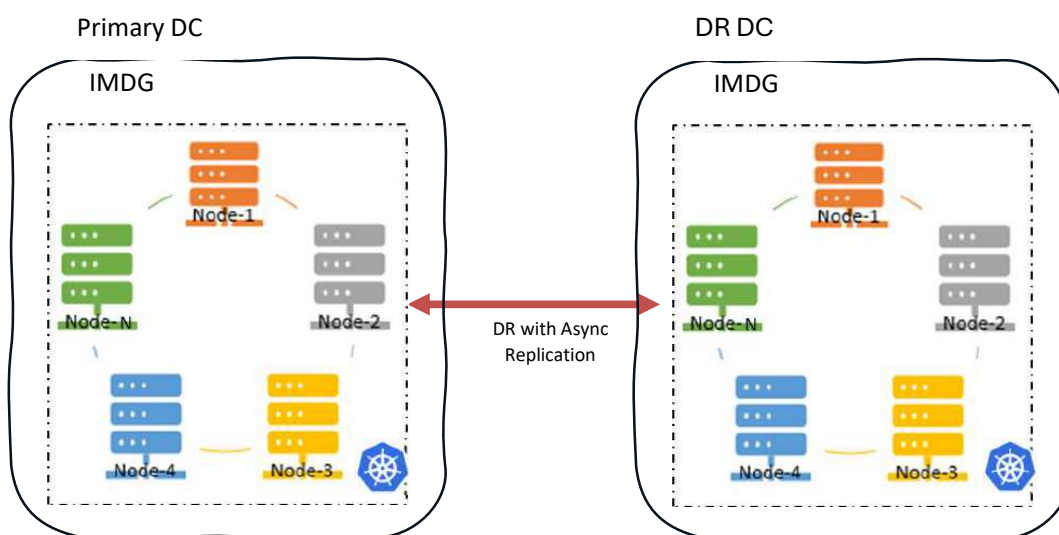 Primary DC
DR DC
IMDG
IMDG
Node-1
Node-N
Node-2
Node-4
Node-3
DR with Async
Replication
Node-1
Node-N
Node-2
Node-4
Node-3